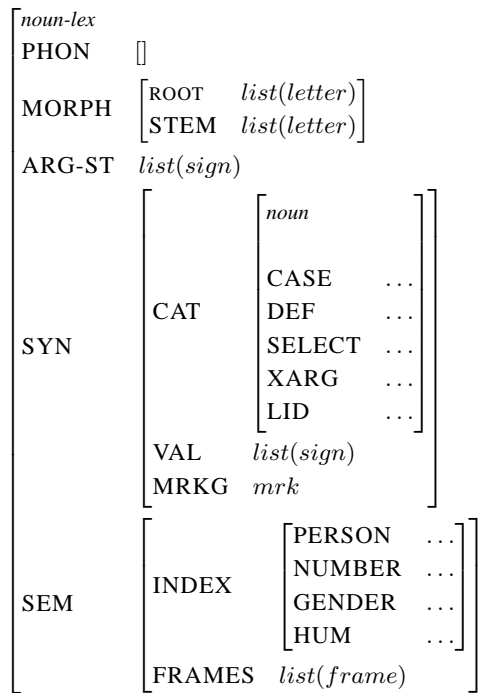 noun-lex
PHON []
MORPH
ROOT list(letter)
STEM list(letter)
ARG-ST list(sign)
SYN
CAT
noun
CASE ...
DEF ...
SELECT ...
XARG ...
LID ...
VAL list(sign)
MRKG mrk
SEM
INDEX
PERSON ...
NUMBER ...
GENDER ...
HUM ...
FRAMES list(frame)